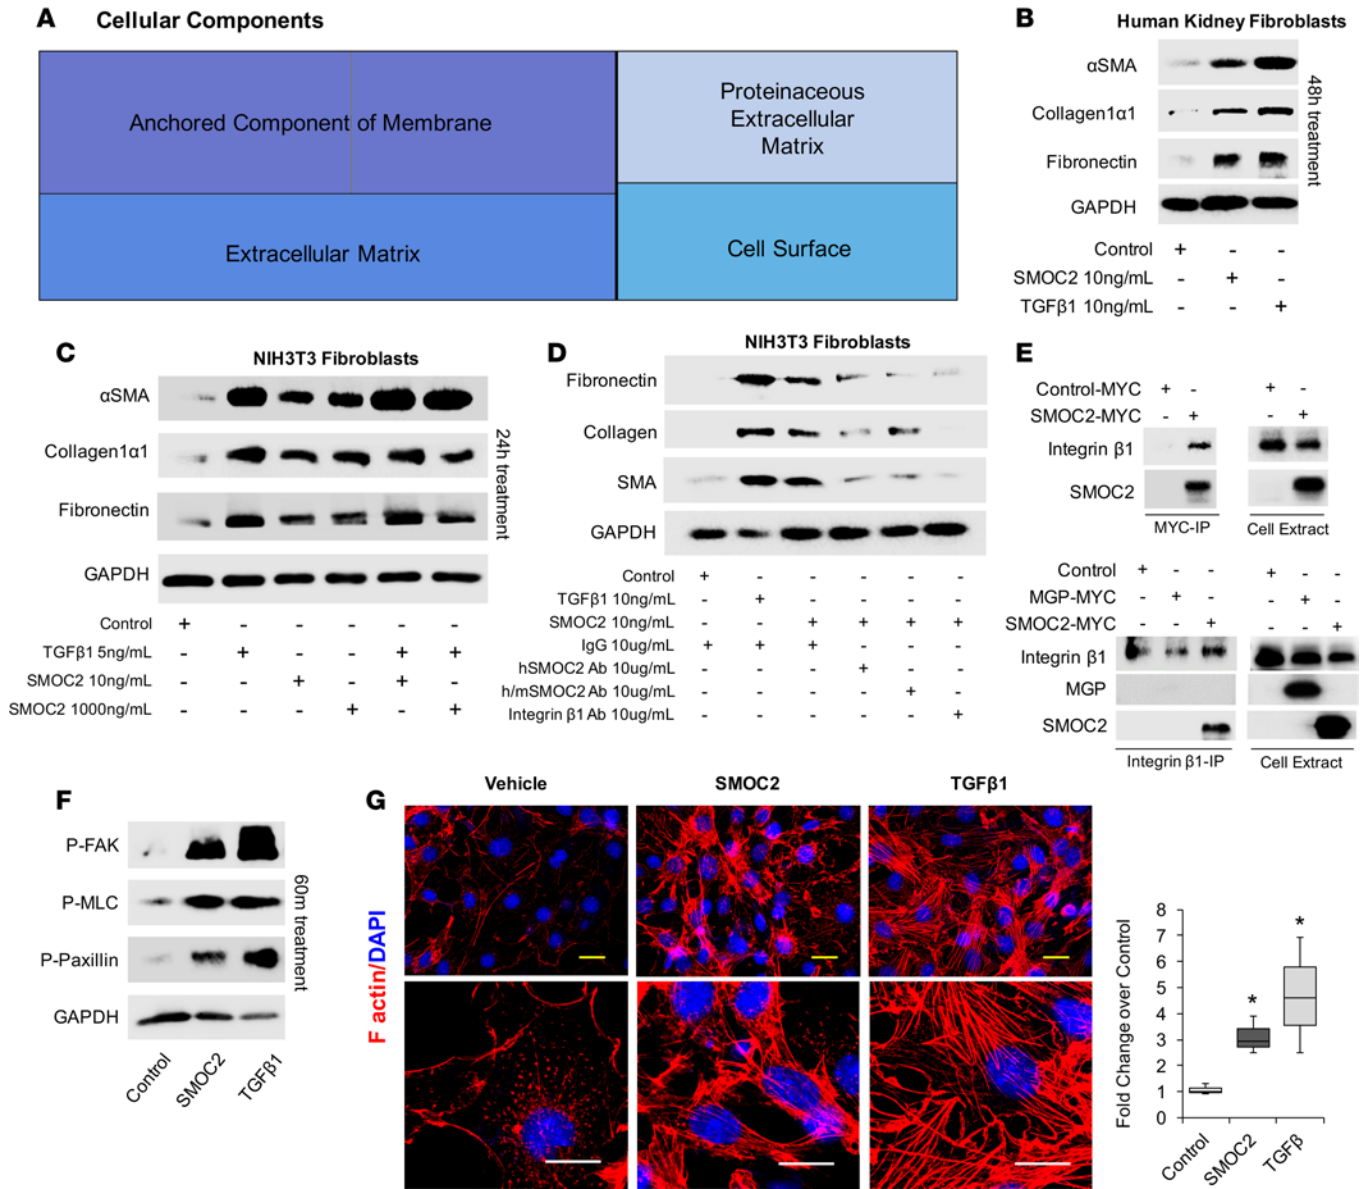 A
Cellular Components
Anchored Component of Membrane
Proteinaceous
Extracellular
Matrix
Extracellular Matrix
Cell Surface
B
Human Kidney Fibroblasts
αSMA
Collagen1α1
Fibronectin
GAPDH
48h treatment
Control + - -
SMOC2 10ng/mL - + -
TGFβ1 10ng/mL - - +
C
NIH3T3 Fibroblasts
αSMA
Collagen1α1
Fibronectin
GAPDH
24h treatment
Control + - - - - -
TGFβ1 5ng/mL - + - - + +
SMOC2 10ng/mL - - + - + -
SMOC2 1000ng/mL - - - + - +
D
NIH3T3 Fibroblasts
Fibronectin
Collagen
SMA
GAPDH
Control + - - - - -
TGFβ1 10ng/mL - + - - - -
SMOC2 10ng/mL - - + + + +
IgG 10ug/mL + + + - - -
hSMOC2 Ab 10ug/mL - - - + - -
h/mSMOC2 Ab 10ug/mL - - - - + -
Integrin β1 Ab 10ug/mL - - - - - +
E
Control-MYC + - + -
SMOC2-MYC - + - +
Integrin β1
SMOC2
MYC-IP
Cell Extract
Control + - - + - -
MGP-MYC - + - - + -
SMOC2-MYC - - + - - +
Integrin β1
MGP
SMOC2
Integrin β1-IP
Cell Extract
F
P-FAK
P-MLC
P-Paxillin
GAPDH
60m treatment
Control
SMOC2
TGFβ1
G
Vehicle
SMOC2
TGFβ1
F actin/DAPI
Fold Change over Control
8
7
6
5
4
3
2
1
0
*
*
Control
SMOC2
TGFβ